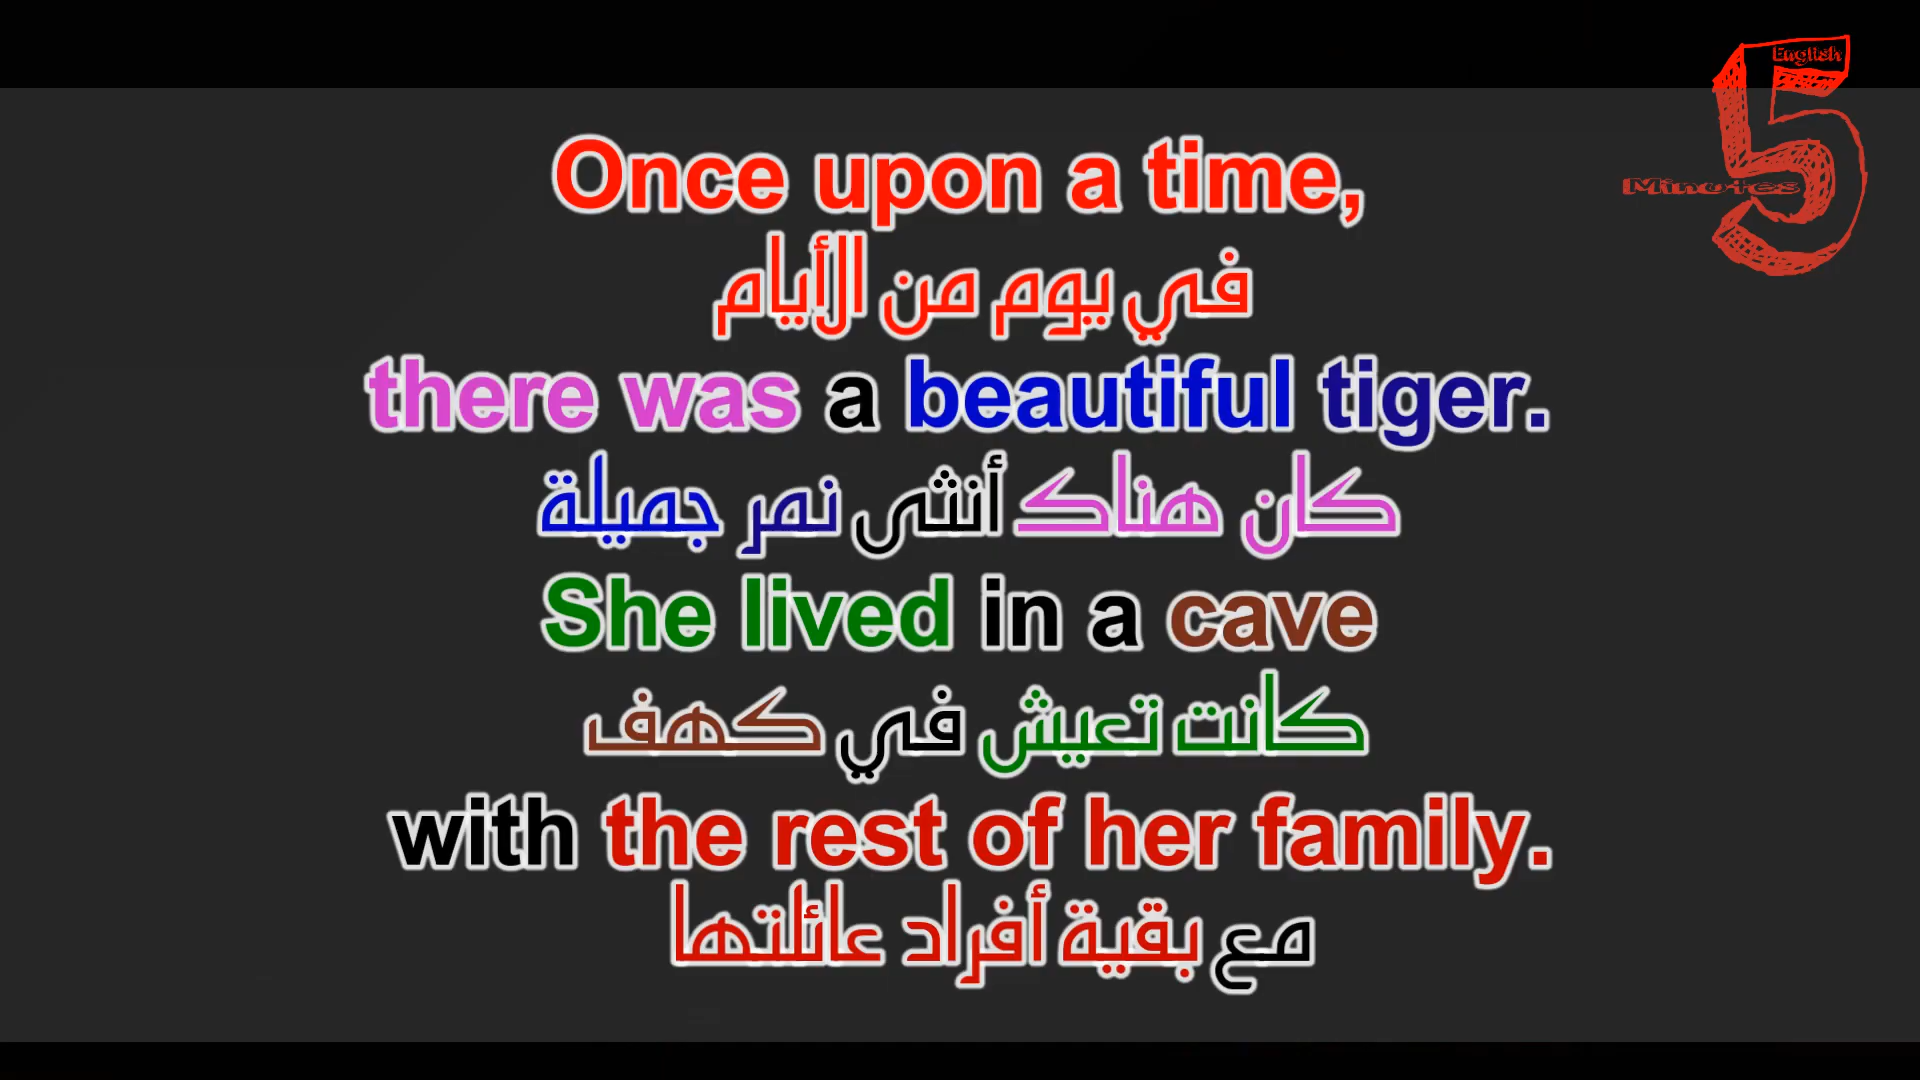 English
5
Minutes
Once upon a time,
في يوم من الأيام
there was a beautiful tiger.
كان هناك أنثى نمر جميلة
She lived in a cave
كانت تعيش في كهف
with the rest of her family.
مع بقية أفراد عائلتها